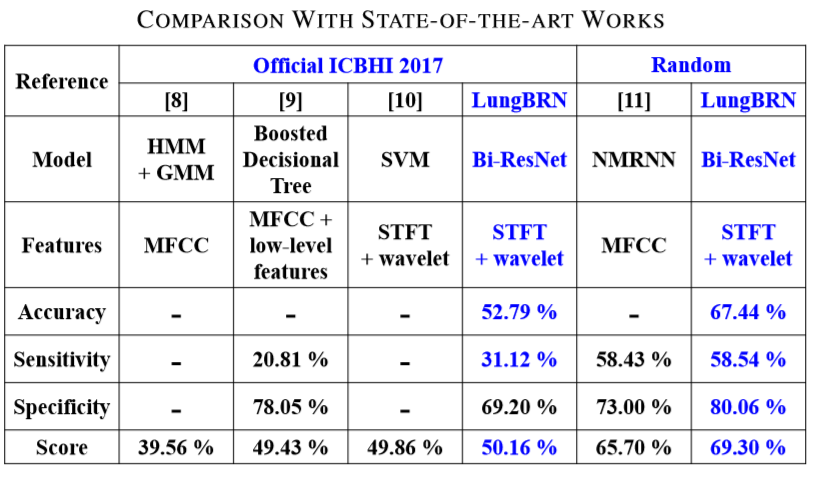 COMPARISON WITH STATE-OF-THE-ART WORKS
Reference Official ICBHI 2017 Random
[8] [9] [10] LungBRN [11] LungBRN
Model HMM + GMM Boosted Decisional Tree SVM Bi-ResNet NMRNN Bi-ResNet
Features MFCC MFCC + low-level features STFT + wavelet STFT + wavelet MFCC STFT + wavelet
Accuracy - - - 52.79 % - 67.44 %
Sensitivity - 20.81 % - 31.12 % 58.43 % 58.54 %
Specificity - 78.05 % - 69.20 % 73.00 % 80.06 %
Score 39.56 % 49.43 % 49.86 % 50.16 % 65.70 % 69.30 %